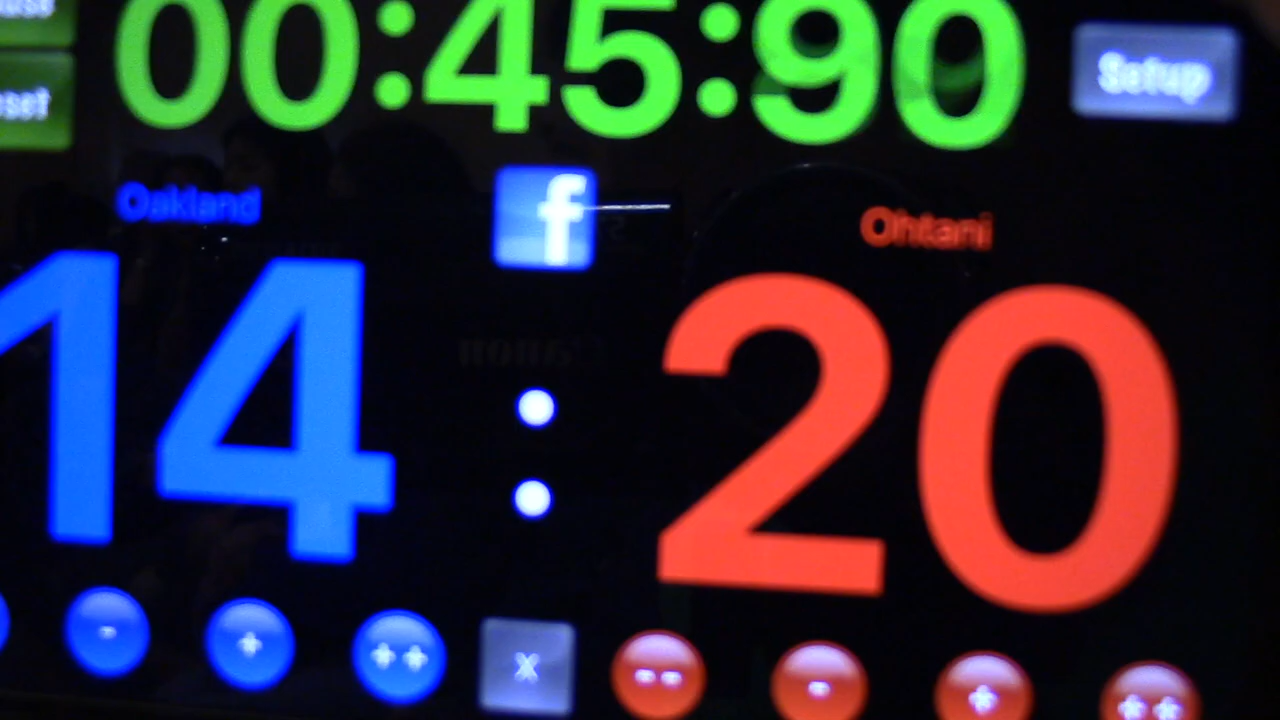 00:45:90
Setup
Oakland
f
Ohtani
14 : 20
- + ++ X -- - + ++